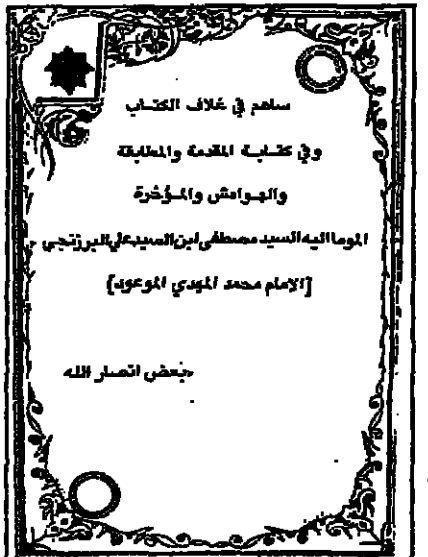 ساهم في غلاف الكتاب
وفي كتابة المقدمة والمطابقة
والهوامش والمؤخرة
الموما اليه السيد مصطفى ابن السيد علي البرزنجي
[الامام محمد المهدي الموعود]
بعض انصار الله